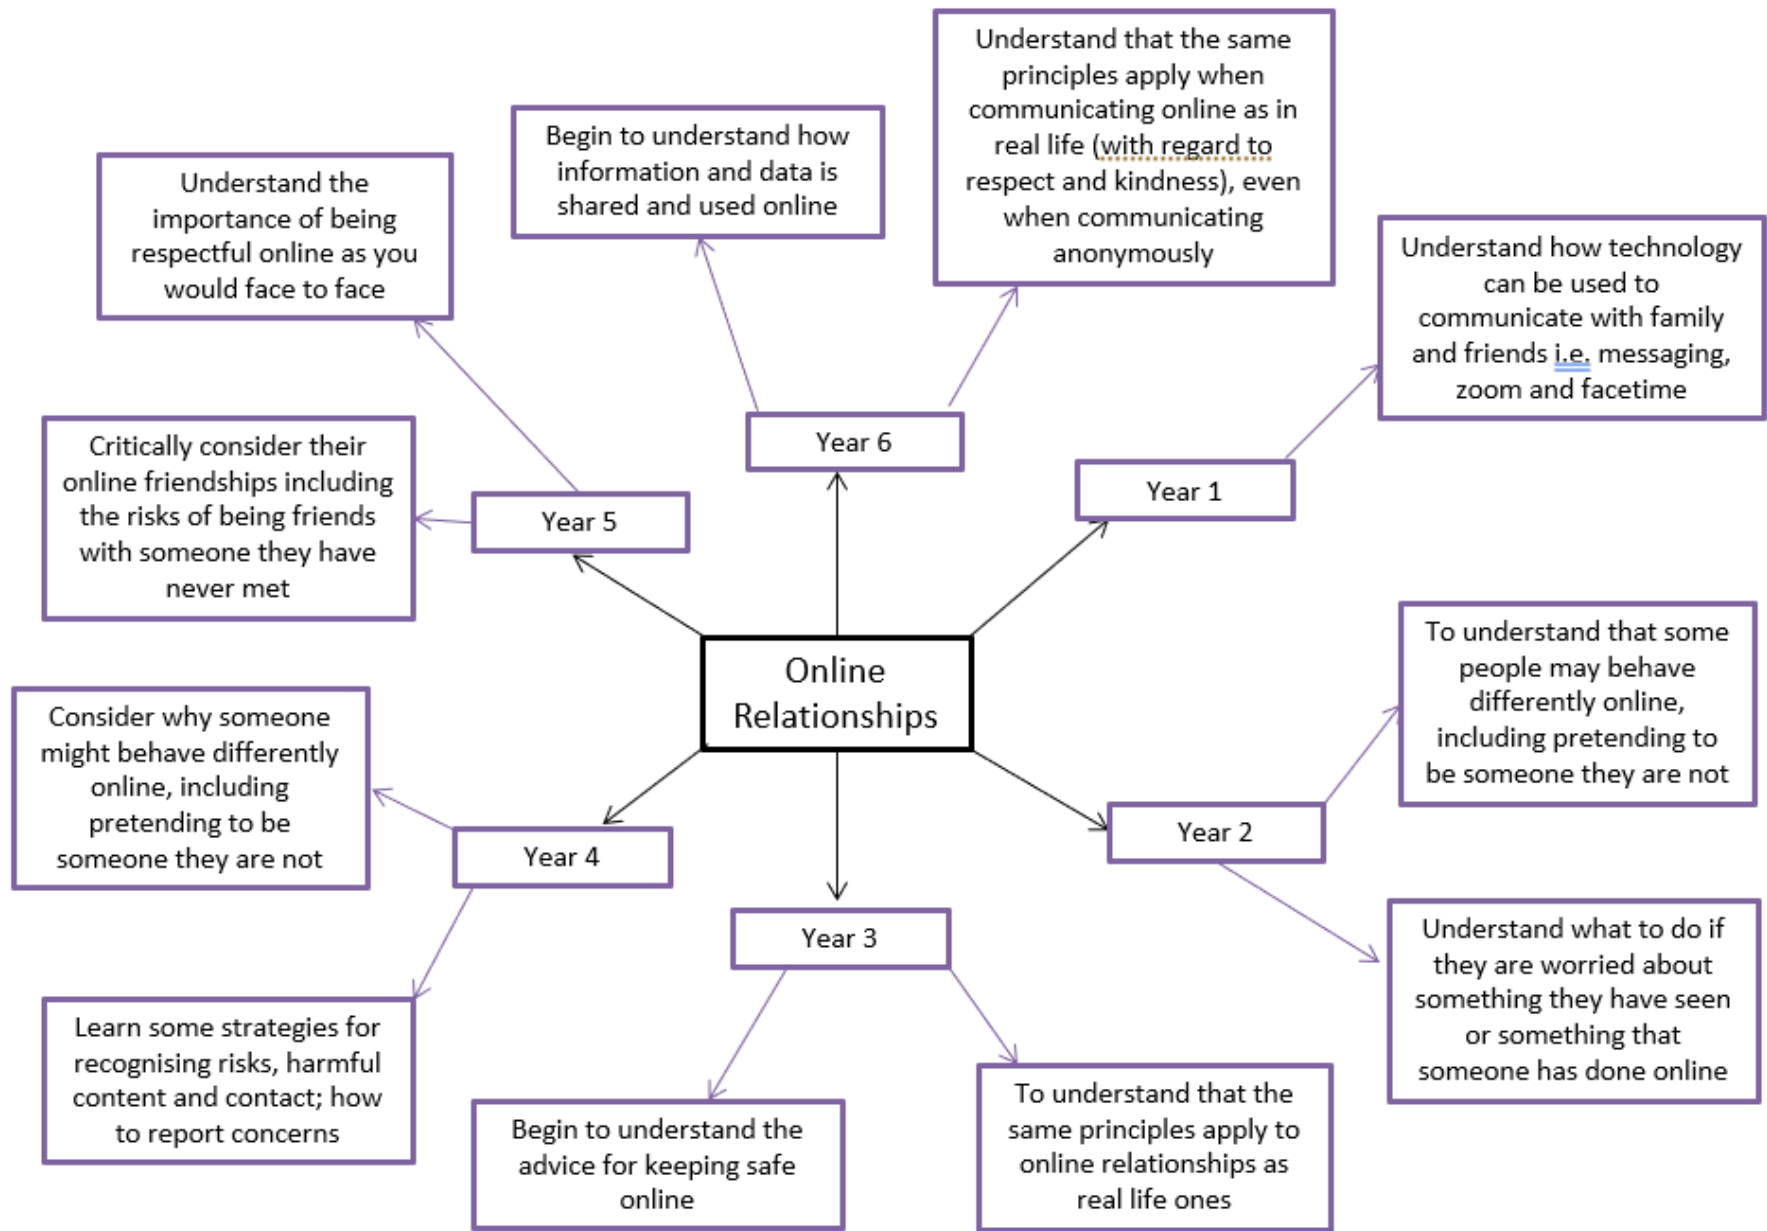 Understand that the same
principles apply when
communicating online as in
real life (with regard to
respect and kindness), even
when communicating
anonymously
Begin to understand how
information and data is
shared and used online
Understand the
importance of being
respectful online as you
would face to face
Understand how technology
can be used to
communicate with family
and friends i.e. messaging,
zoom and facetime
Year 6
Critically consider their
online friendships including
the risks of being friends
with someone they have
never met
Year 5
Year 1
Online
Relationships
To understand that some
people may behave
differently online,
including pretending to
be someone they are not
Consider why someone
might behave differently
online, including
pretending to be
someone they are not
Year 4
Year 2
Year 3
Understand what to do if
they are worried about
something they have seen
or something that
someone has done online
Learn some strategies for
recognising risks, harmful
content and contact; how
to report concerns
Begin to understand the
advice for keeping safe
online
To understand that the
same principles apply to
online relationships as
real life ones